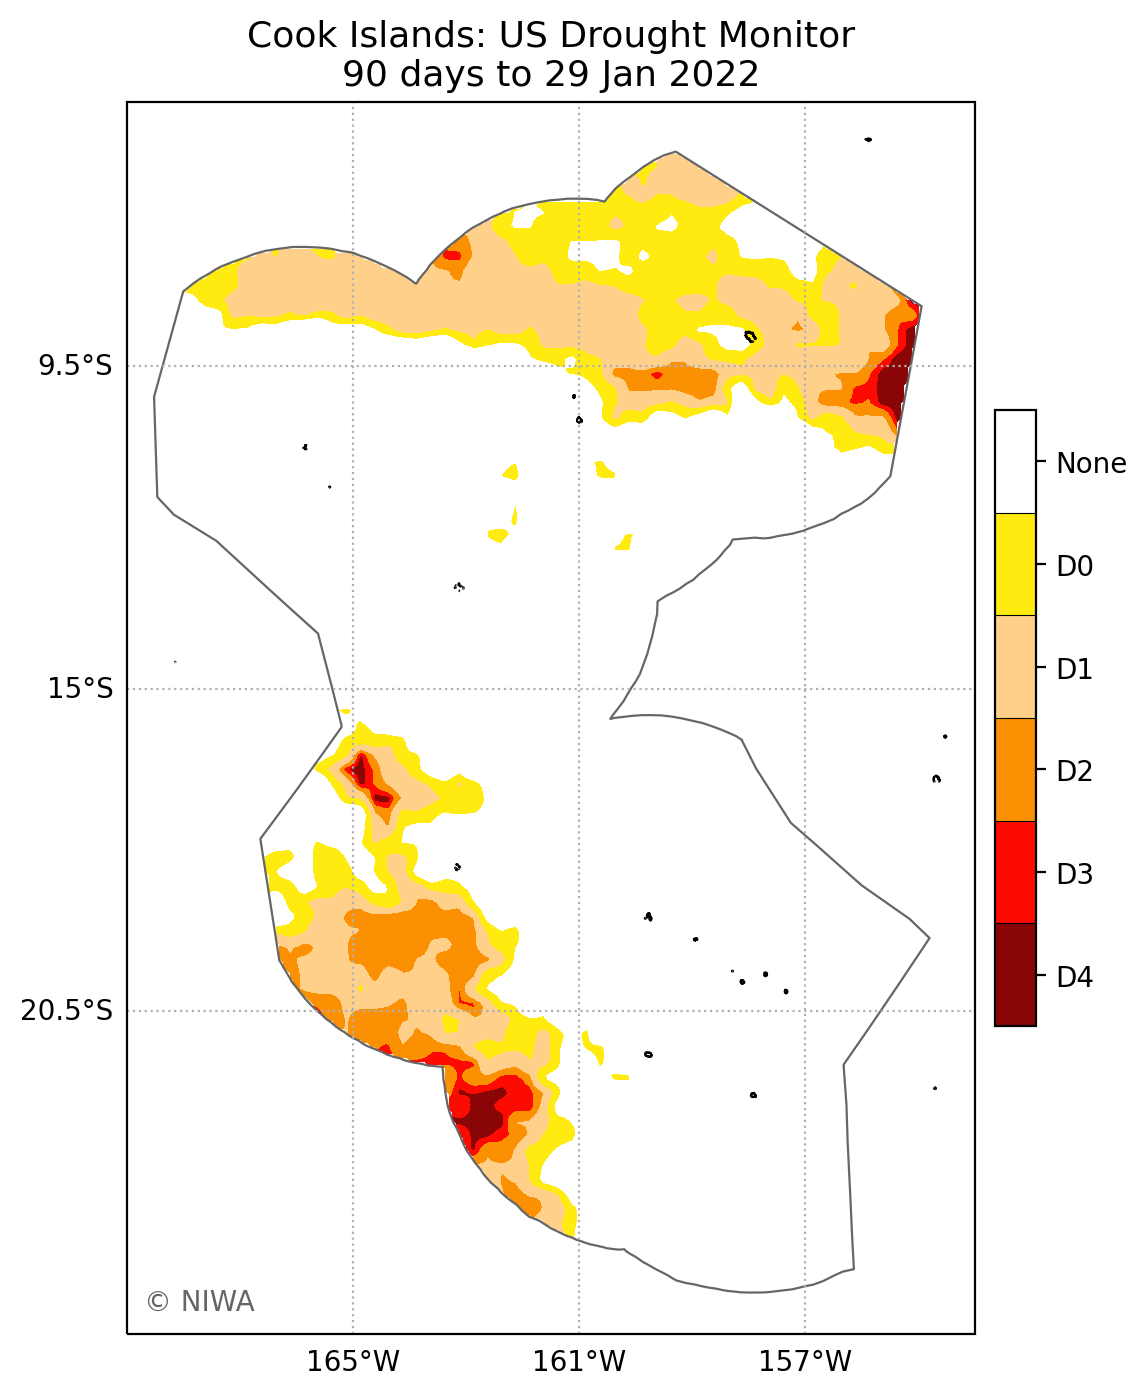 Cook Islands: US Drought Monitor
90 days to 29 Jan 2022
9.5°S
15°S
20.5°S
165°W
161°W
157°W
None
D0
D1
D2
D3
D4
© NIWA